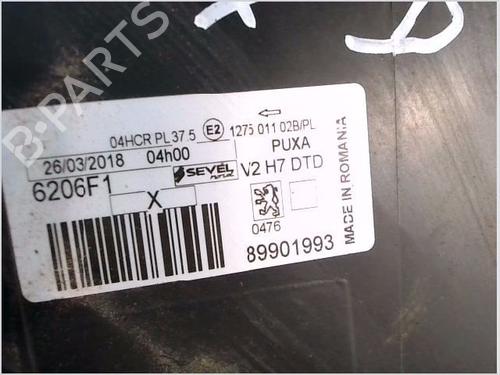 B-PARTS
04HCR PL 37.5 E2 1275 011 02B/PL
26/03/2018 04h00 PUXA
6206F1 SEVEL V2 H7 DTD
X
0476
89901993
MADE IN ROMANIA